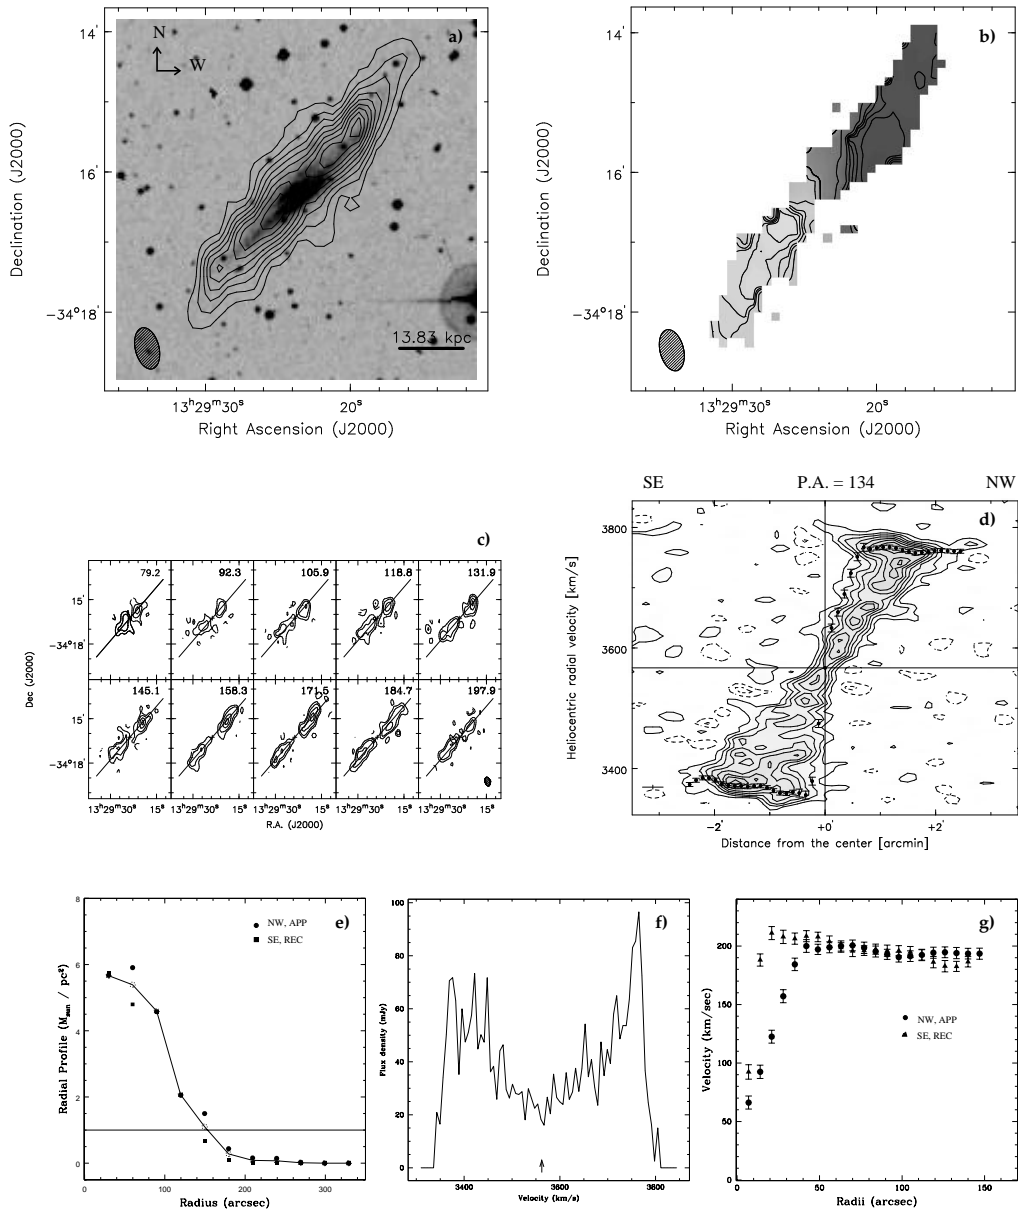 a)
N
W
14'
15'
16'
17'
-34°18'
13.83 kpc
13ʰ29ᵐ30ˢ
20ˢ
Declination (J2000)
Right Ascension (J2000)
b)
14'
16'
-34°18'
13ʰ29ᵐ30ˢ
20ˢ
Declination (J2000)
Right Ascension (J2000)
c)
79.2
92.3
105.9
118.8
131.9
15'
-34°18'
145.1
158.3
171.5
184.7
197.9
15'
-34°18'
13ʰ29ᵐ30ˢ 15ˢ 13ʰ29ᵐ30ˢ 15ˢ 15ˢ 15ˢ 15ˢ
Dec (J2000)
R.A. (J2000)
SE
P.A. = 134
NW
d)
3800
3600
3400
Heliocentric radial velocity [km/s]
-2' +0' +2'
Distance from the center [arcmin]
e)
NW, APP
SE, REC
8
6
4
2
0
0 100 200 300
Radial Profile (M_sun / pc²)
Radius (arcsec)
f)
100
80
60
40
20
0
3400 3600 3800
Flux density (mJy)
Velocity (km/s)
g)
200
100
0
NW, APP
SE, REC
0 50 100 150
Velocity (km/sec)
Radii (arcsec)